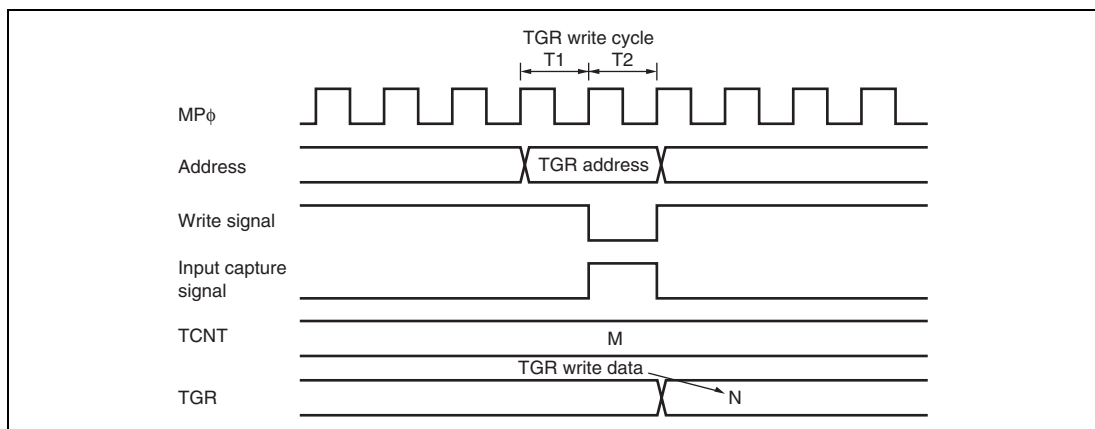 TGR write cycle
T1 T2
MPϕ
Address TGR address
Write signal
Input capture
signal
TCNT M
TGR write data
TGR N